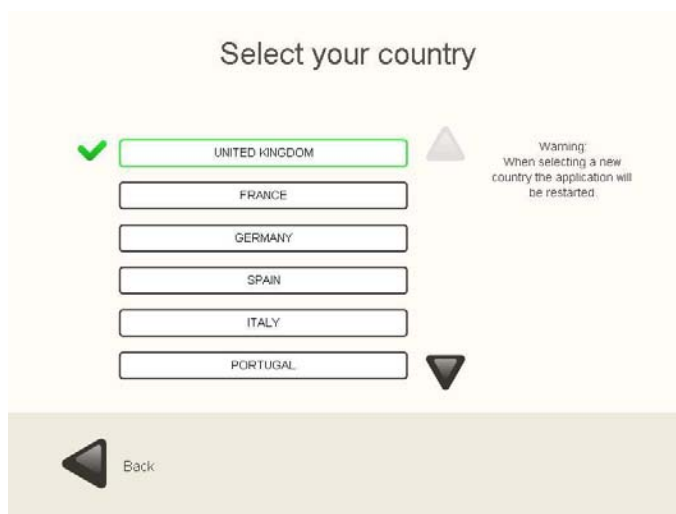 Select your country
UNITED KINGDOM
FRANCE
GERMANY
SPAIN
ITALY
PORTUGAL
Warning:
When selecting a new
country the application will
be restarted.
Back